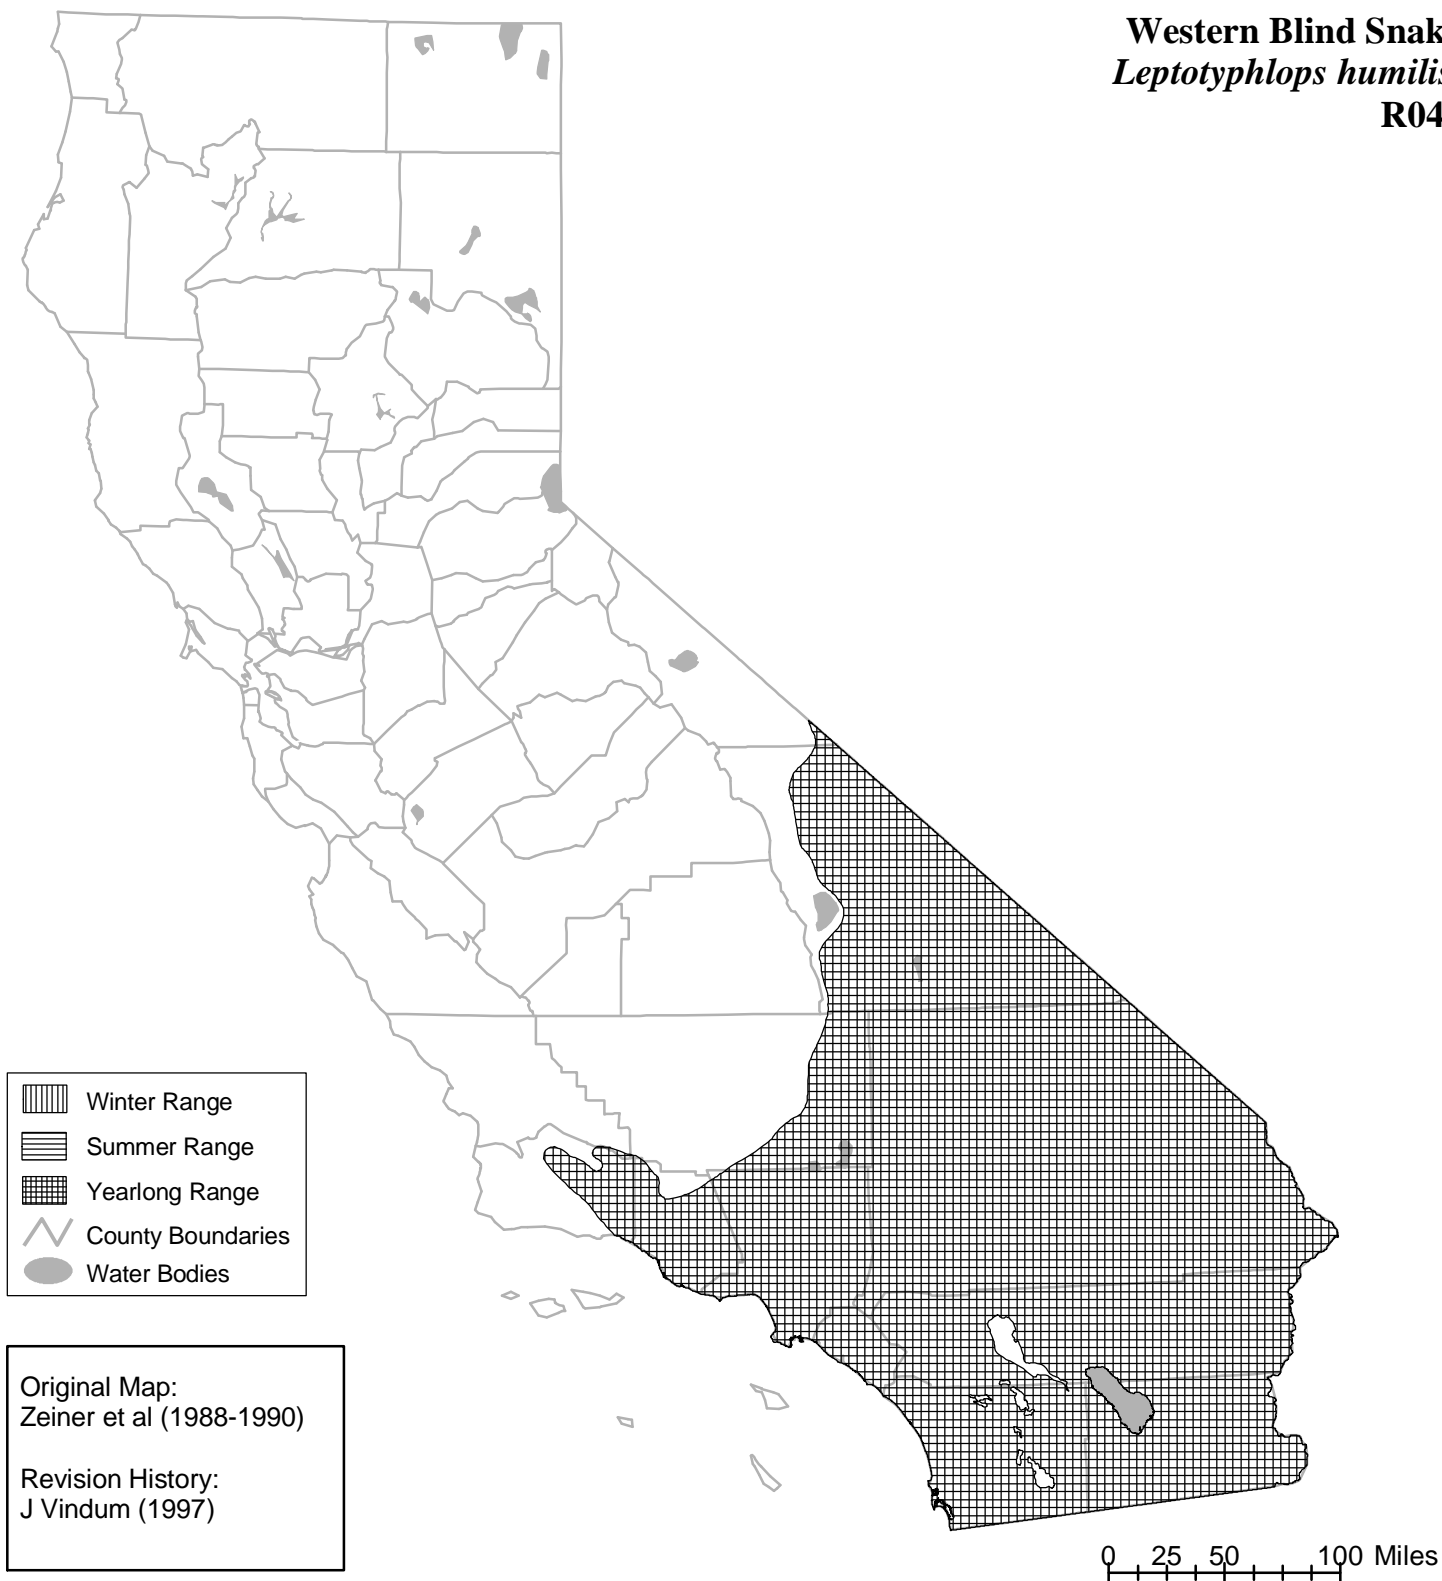 Western Blind Snak
Leptotyphlops humilis
R04
Winter Range
Summer Range
Yearlong Range
County Boundaries
Water Bodies
Original Map:
Zeiner et al (1988-1990)
Revision History:
J Vindum (1997)
0 25 50 100 Miles